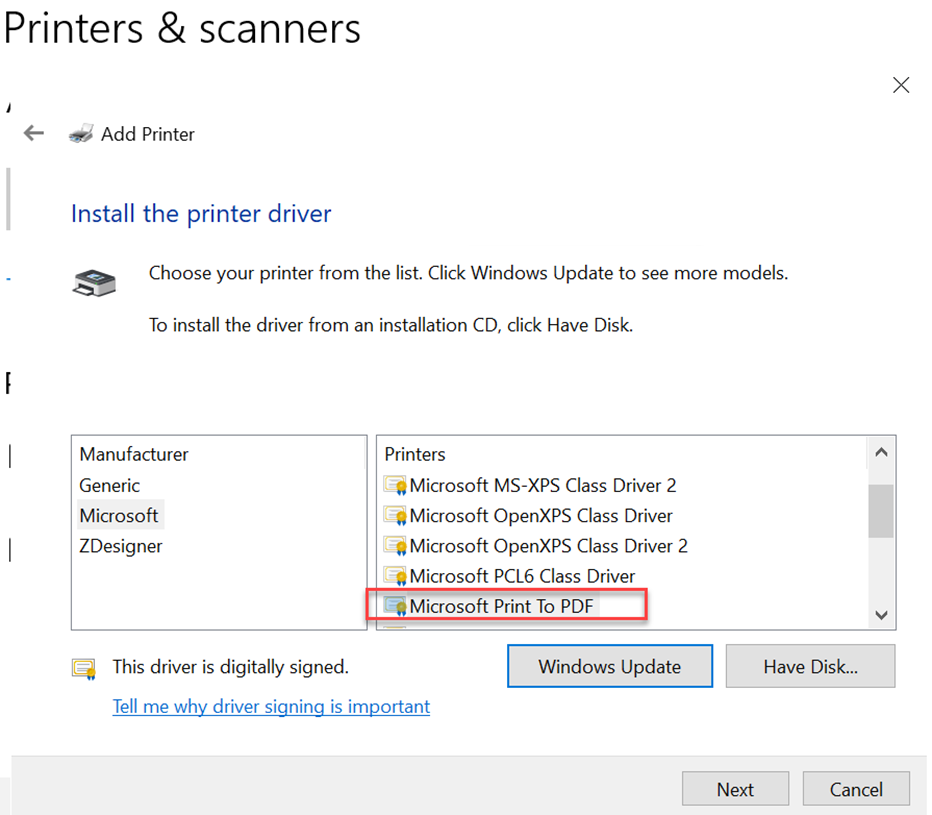 Printers & scanners
Add Printer
Install the printer driver
Choose your printer from the list. Click Windows Update to see more models.
To install the driver from an installation CD, click Have Disk.
Manufacturer
Generic
Microsoft
ZDesigner
Printers
Microsoft MS-XPS Class Driver 2
Microsoft OpenXPS Class Driver
Microsoft OpenXPS Class Driver 2
Microsoft PCL6 Class Driver
Microsoft Print To PDF
This driver is digitally signed.
Tell me why driver signing is important
Windows Update
Have Disk...
Next
Cancel